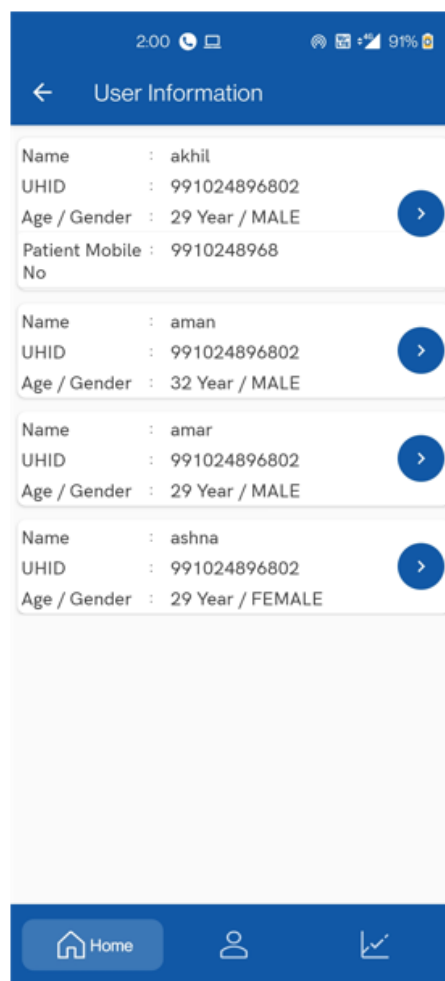 2:00 4G 91%
User Information
Name : akhil
UHID : 991024896802
Age / Gender : 29 Year / MALE
Patient Mobile No : 9910248968
Name : aman
UHID : 991024896802
Age / Gender : 32 Year / MALE
Name : amar
UHID : 991024896802
Age / Gender : 29 Year / MALE
Name : ashna
UHID : 991024896802
Age / Gender : 29 Year / FEMALE
Home